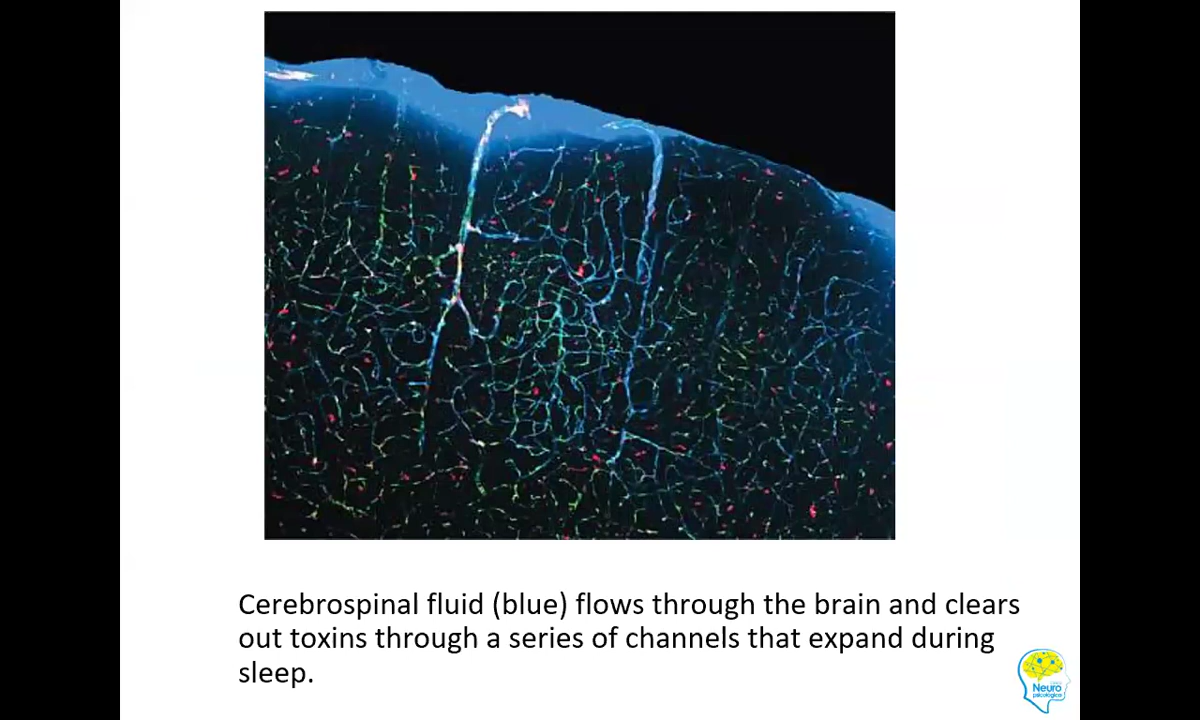 Cerebrospinal fluid (blue) flows through the brain and clears
out toxins through a series of channels that expand during
sleep.
Neuro
psicológica